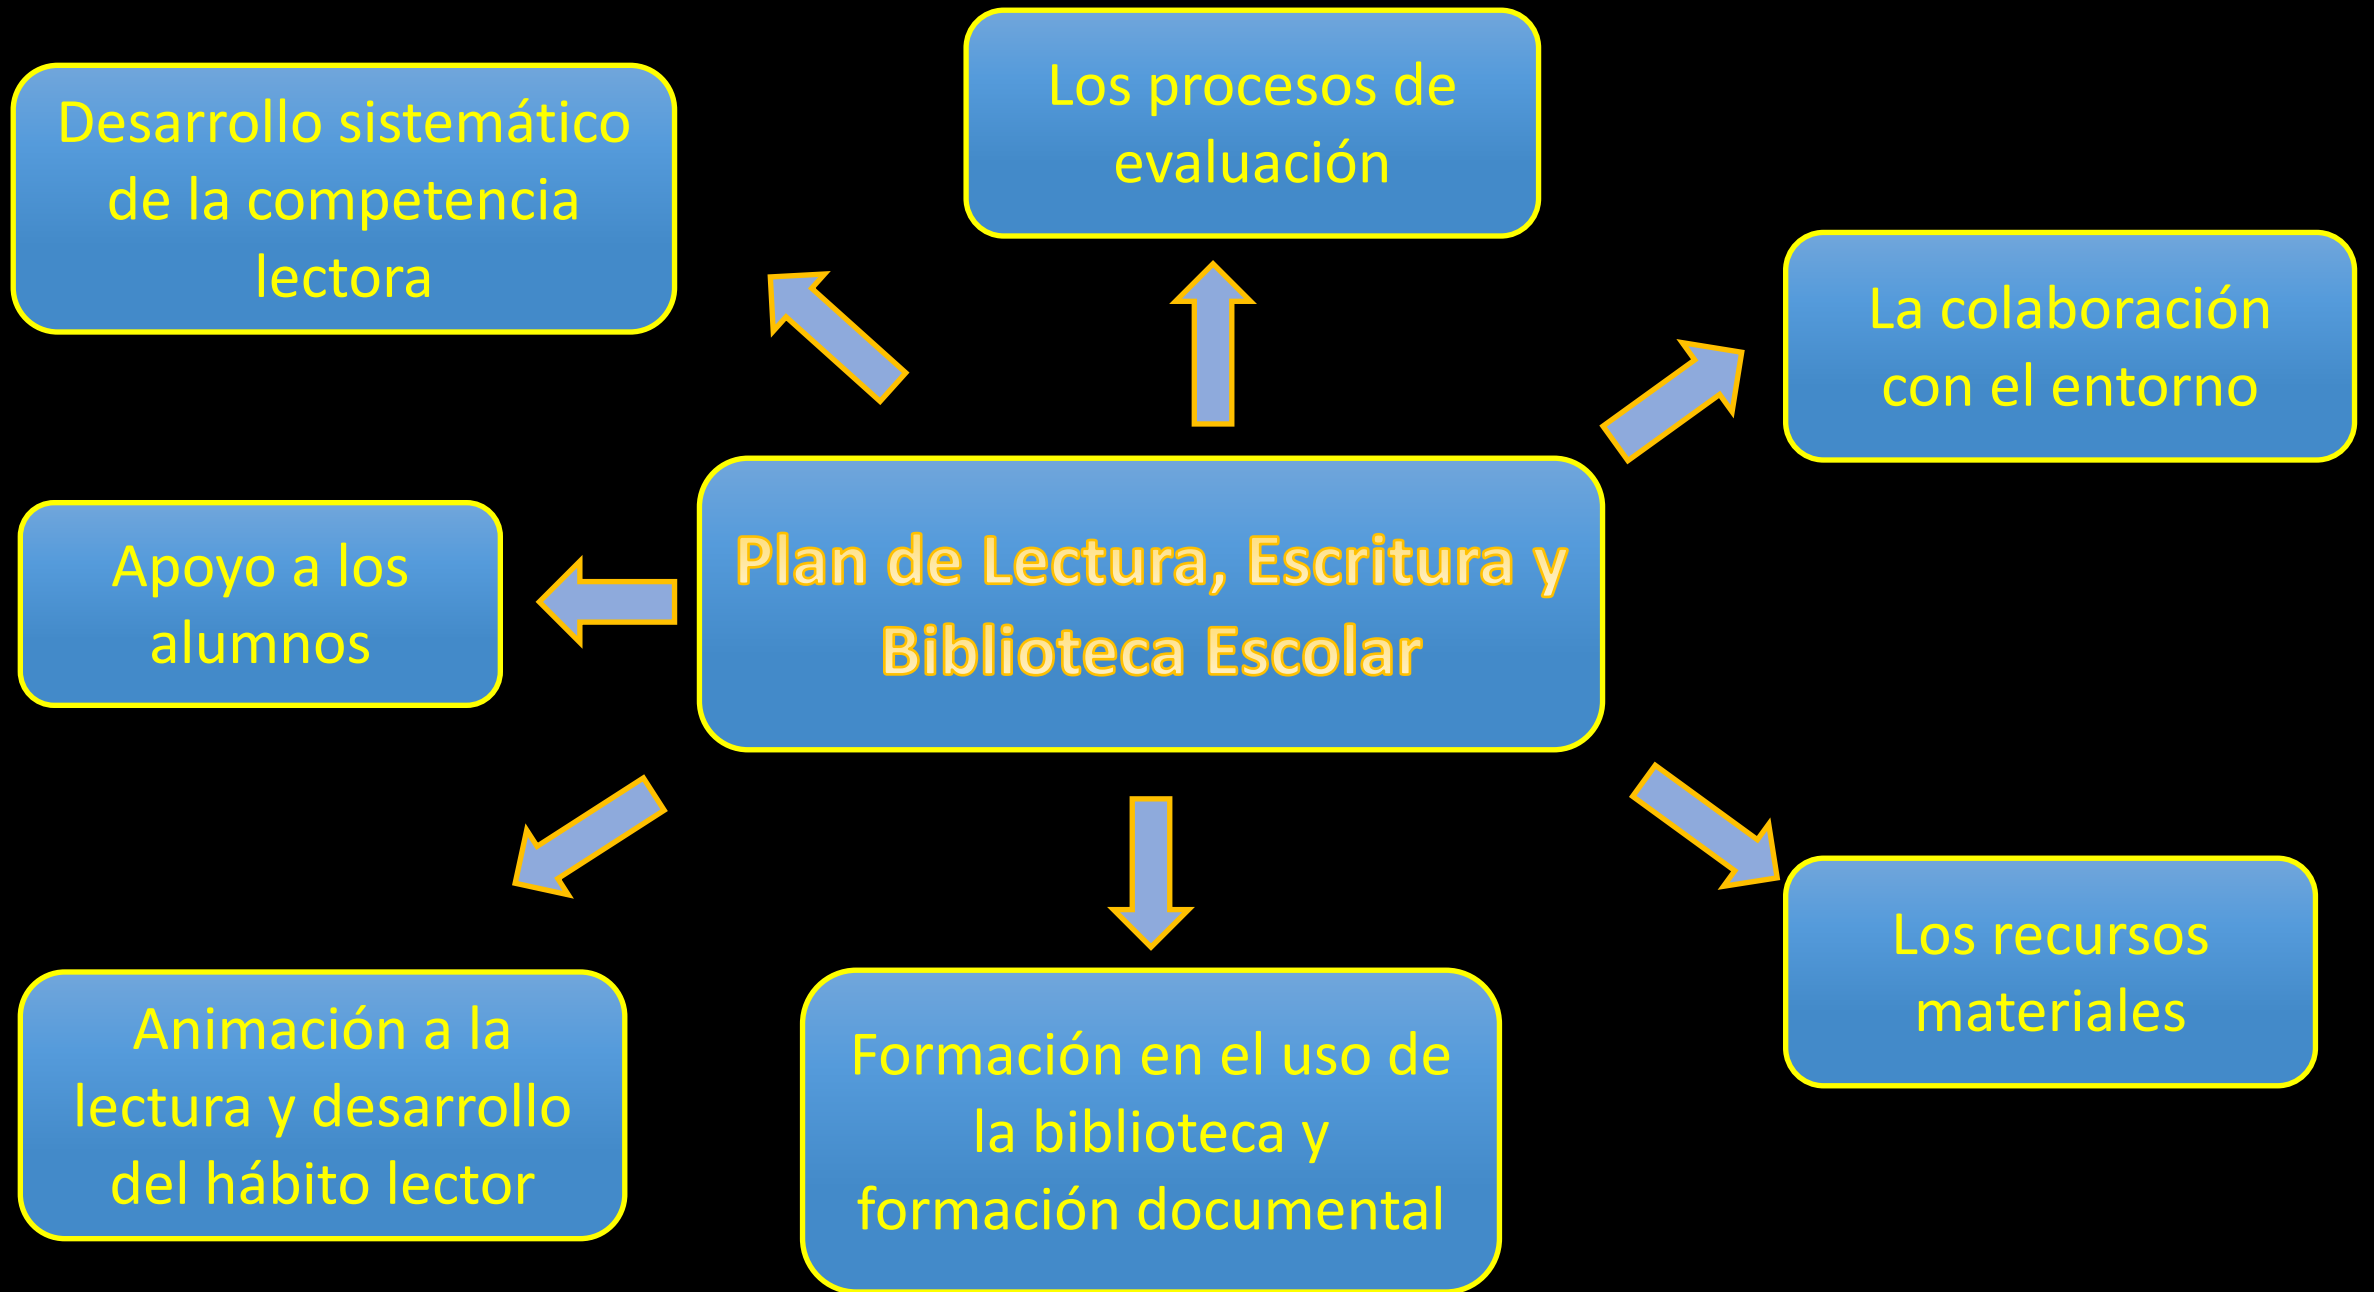 Los procesos de
evaluación
Desarrollo sistemático
de la competencia
lectora
La colaboración
con el entorno
Apoyo a los
alumnos
Plan de Lectura, Escritura y
Biblioteca Escolar
Los recursos
materiales
Animación a la
lectura y desarrollo
del hábito lector
Formación en el uso de
la biblioteca y
formación documental